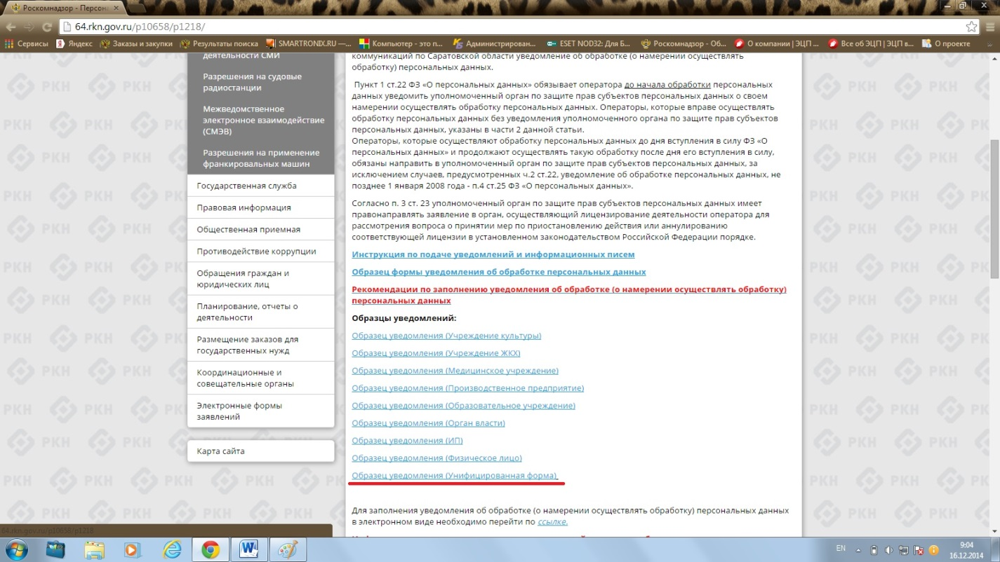 Роскомнадзор - Персона
64.rkn.gov.ru/p10658/p1218/
Сервисы
Яндекс
Заказы и закупки
Результаты поиска
SMARTRONIX.RU —...
Компьютер - это п...
Администрирован...
ESET NOD32: Для Б...
Роскомнадзор - Об...
О компании | ЭЦП ...
Все об ЭЦП | ЭЦП в...
О проекте
деятельности СМИ
Разрешения на судовые
радиостанции
Межведомственное
электронное взаимодействие
(СМЭВ)
Разрешения на применение
франкировальных машин
Государственная служба
Правовая информация
Общественная приемная
Противодействие коррупции
Обращения граждан и
юридических лиц
Планирование, отчеты о
деятельности
Размещение заказов для
государственных нужд
Координационные и
совещательные органы
Электронные формы
заявлений
Карта сайта
коммуникаций по Саратовской области уведомление об обработке (о намерении осуществлять
обработку) персональных данных.
Пункт 1 ст.22 ФЗ «О персональных данных» обязывает оператора до начала обработки персональных
данных уведомить уполномоченный орган по защите прав субъектов персональных данных о своем
намерении осуществлять обработку персональных данных. Операторы, которые вправе осуществлять
обработку персональных данных без уведомления уполномоченного органа по защите прав субъектов
персональных данных, указаны в части 2 данной статьи.
Операторы, которые осуществляют обработку персональных данных до дня вступления в силу ФЗ «О
персональных данных» и продолжают осуществлять такую обработку после дня его вступления в силу,
обязаны направить в уполномоченный орган по защите прав субъектов персональных данных, за
исключением случаев, предусмотренных ч.2 ст.22, уведомление об обработке персональных данных, не
позднее 1 января 2008 года - п.4 ст.25 ФЗ «О персональных данных».
Согласно п. 3 ст. 23 уполномоченный орган по защите прав субъектов персональных данных имеет
правонаправлять заявление в орган, осуществляющий лицензирование деятельности оператора для
рассмотрения вопроса о принятии мер по приостановлению действия или аннулированию
соответствующей лицензии в установленном законодательством Российской Федерации порядке.
Инструкция по подаче уведомлений и информационных писем
Образец формы уведомления об обработке персональных данных
Рекомендации по заполнению уведомления об обработке (о намерении осуществлять обработку)
персональных данных
Образцы уведомлений:
Образец уведомления (Учреждение культуры)
Образец уведомления (Учреждение ЖКХ)
Образец уведомления (Медицинское учреждение)
Образец уведомления (Производственное предприятие)
Образец уведомления (Образовательное учреждение)
Образец уведомления (Орган власти)
Образец уведомления (ИП)
Образец уведомления (Физическое лицо)
Образец уведомления (Унифицированная форма)
Для заполнения уведомления об обработке (о намерении осуществлять обработку) персональных данных
в электронном виде необходимо перейти по ссылке.
64.rkn.gov.ru/p10658/p1218
EN
9:04
16.12.2014